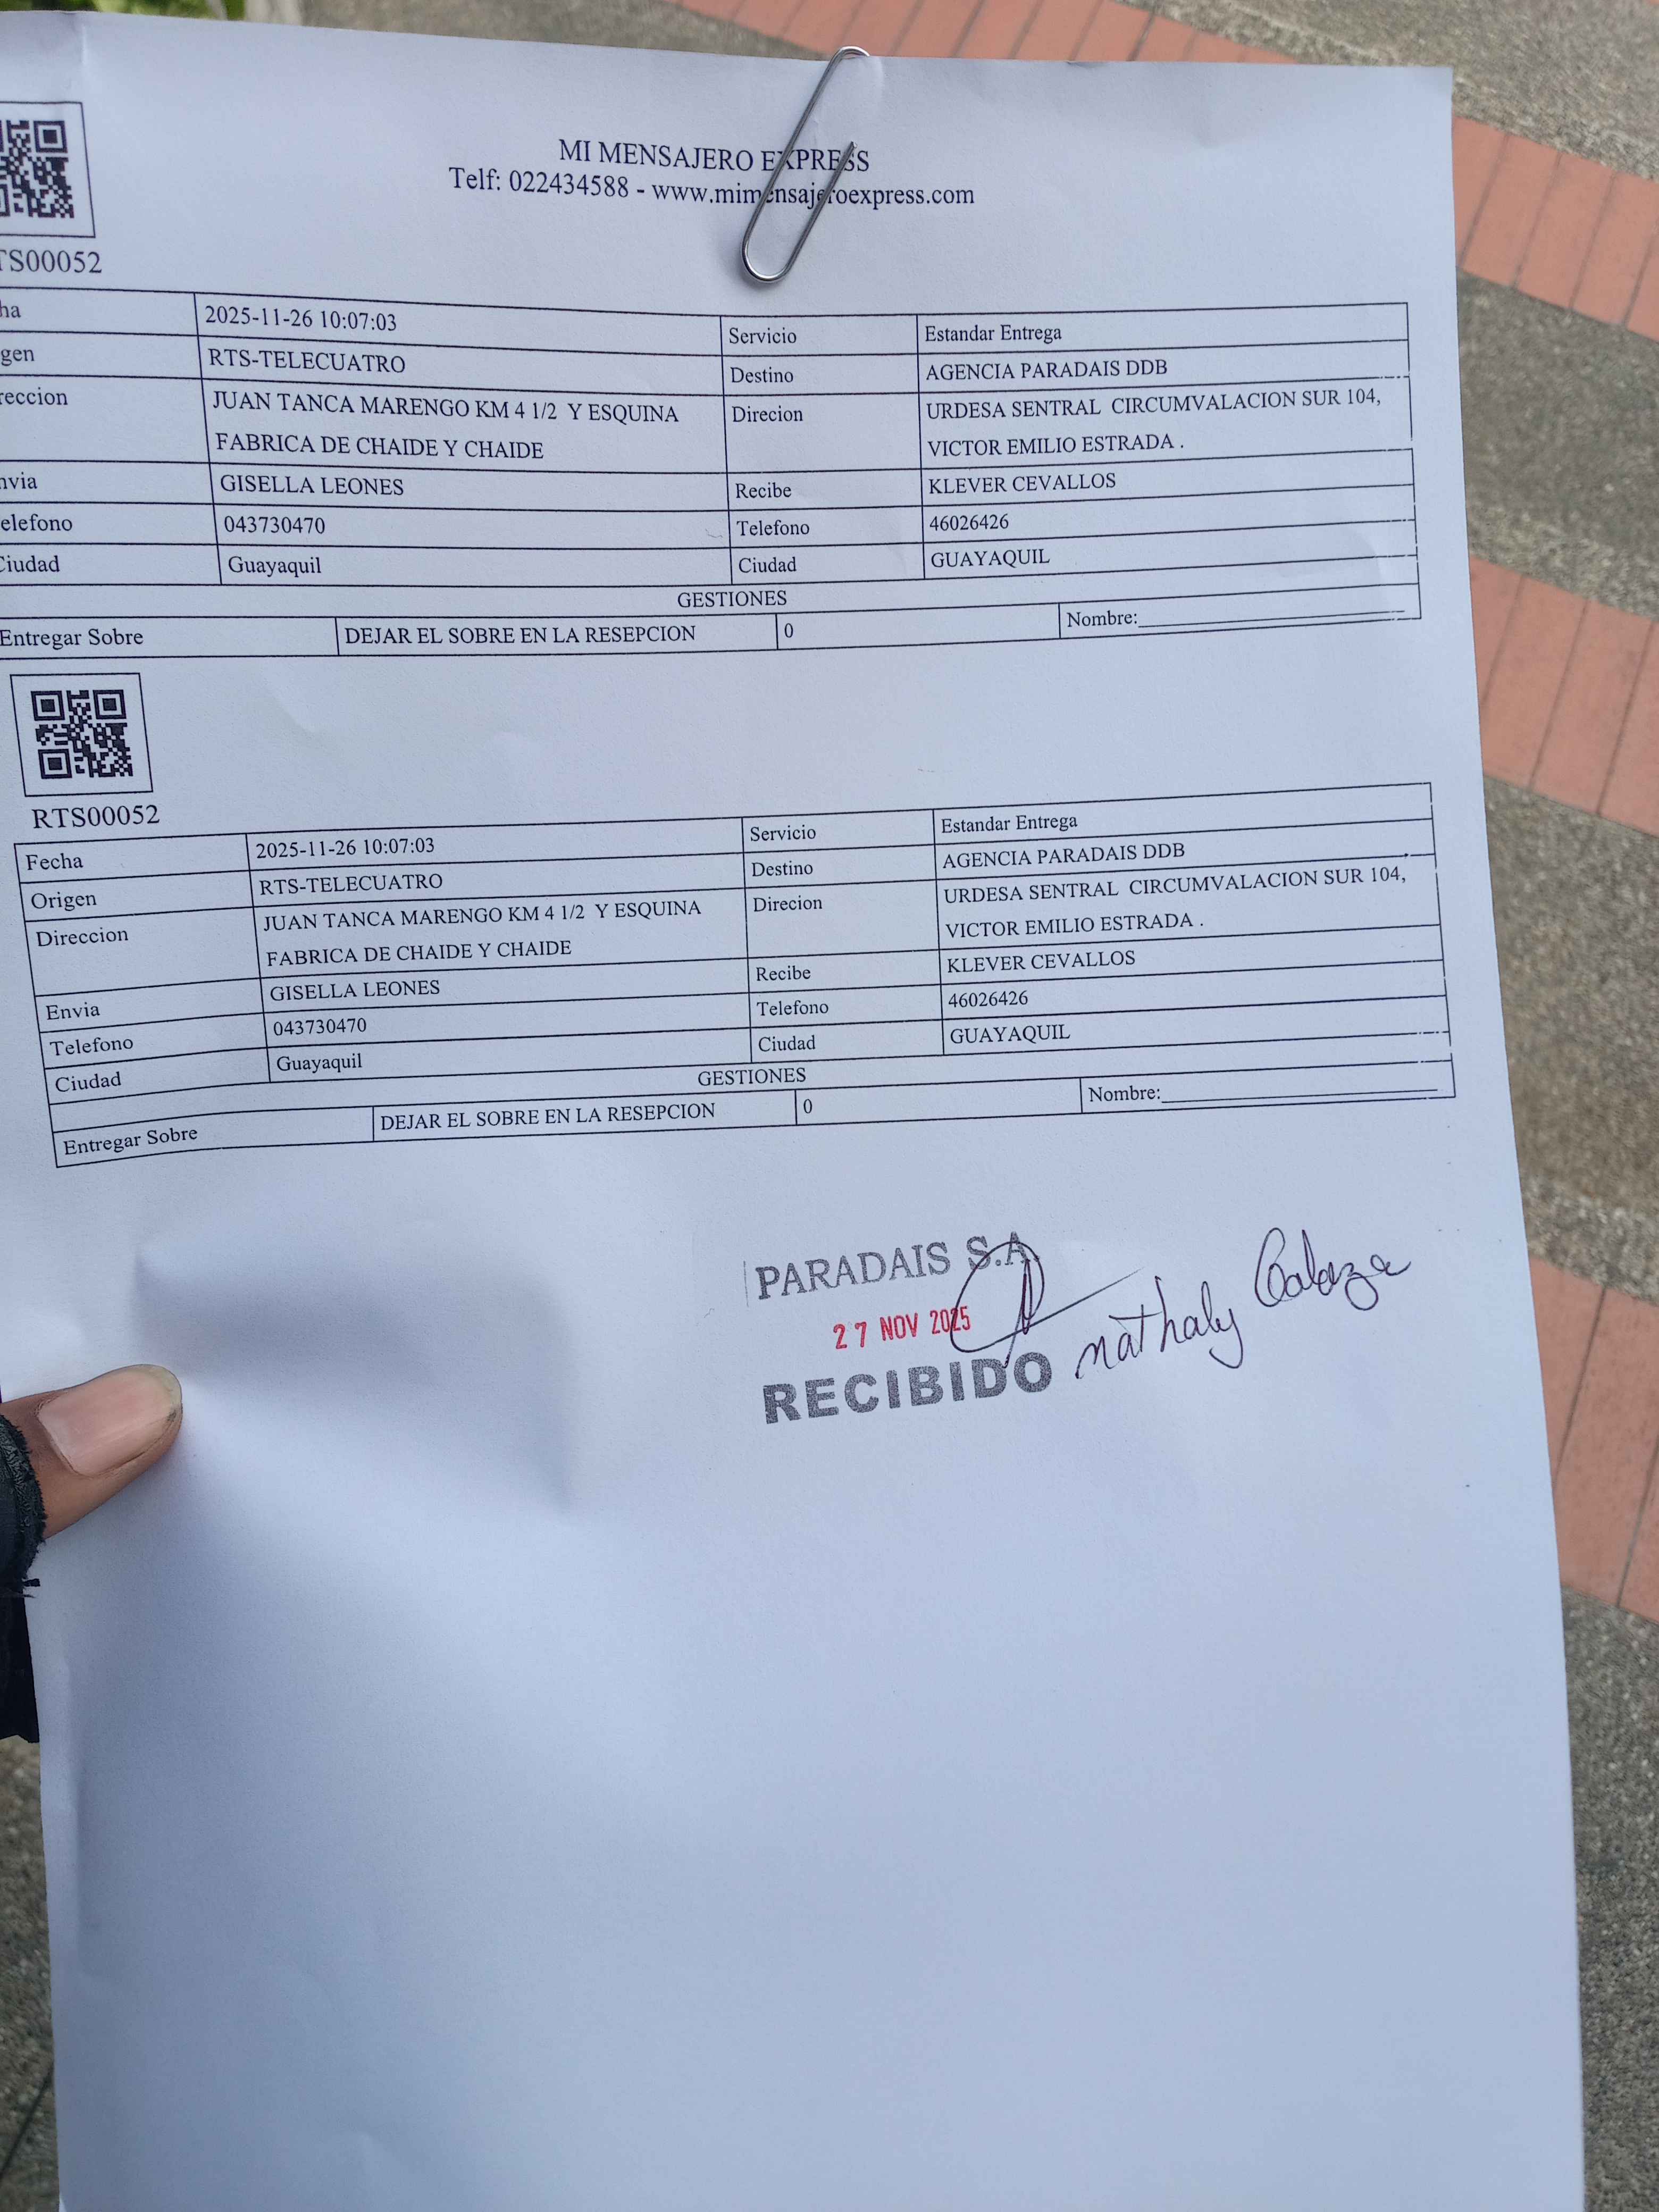 MI MENSAJERO EXPRESS
Telf: 022434588 - www.mimensajeroexpress.com
TS00052
ha 2025-11-26 10:07:03 Servicio Estandar Entrega
gen RTS-TELECUATRO Destino AGENCIA PARADAIS DDB
reccion JUAN TANCA MARENGO KM 4 1/2 Y ESQUINA Direcion URDESA SENTRAL CIRCUMVALACION SUR 104,
FABRICA DE CHAIDE Y CHAIDE VICTOR EMILIO ESTRADA .
nvia GISELLA LEONES Recibe KLEVER CEVALLOS
elefono 043730470 Telefono 46026426
Ciudad Guayaquil Ciudad GUAYAQUIL
GESTIONES
Entregar Sobre DEJAR EL SOBRE EN LA RESEPCION 0 Nombre:
RTS00052
Fecha 2025-11-26 10:07:03 Servicio Estandar Entrega
Origen RTS-TELECUATRO Destino AGENCIA PARADAIS DDB
Direccion JUAN TANCA MARENGO KM 4 1/2 Y ESQUINA Direcion URDESA SENTRAL CIRCUMVALACION SUR 104,
FABRICA DE CHAIDE Y CHAIDE VICTOR EMILIO ESTRADA .
Envia GISELLA LEONES Recibe KLEVER CEVALLOS
Telefono 043730470 Telefono 46026426
Ciudad Guayaquil Ciudad GUAYAQUIL
GESTIONES
Entregar Sobre DEJAR EL SOBRE EN LA RESEPCION 0 Nombre:
PARADAIS S.A.
27 NOV 2025
RECIBIDO nathaly